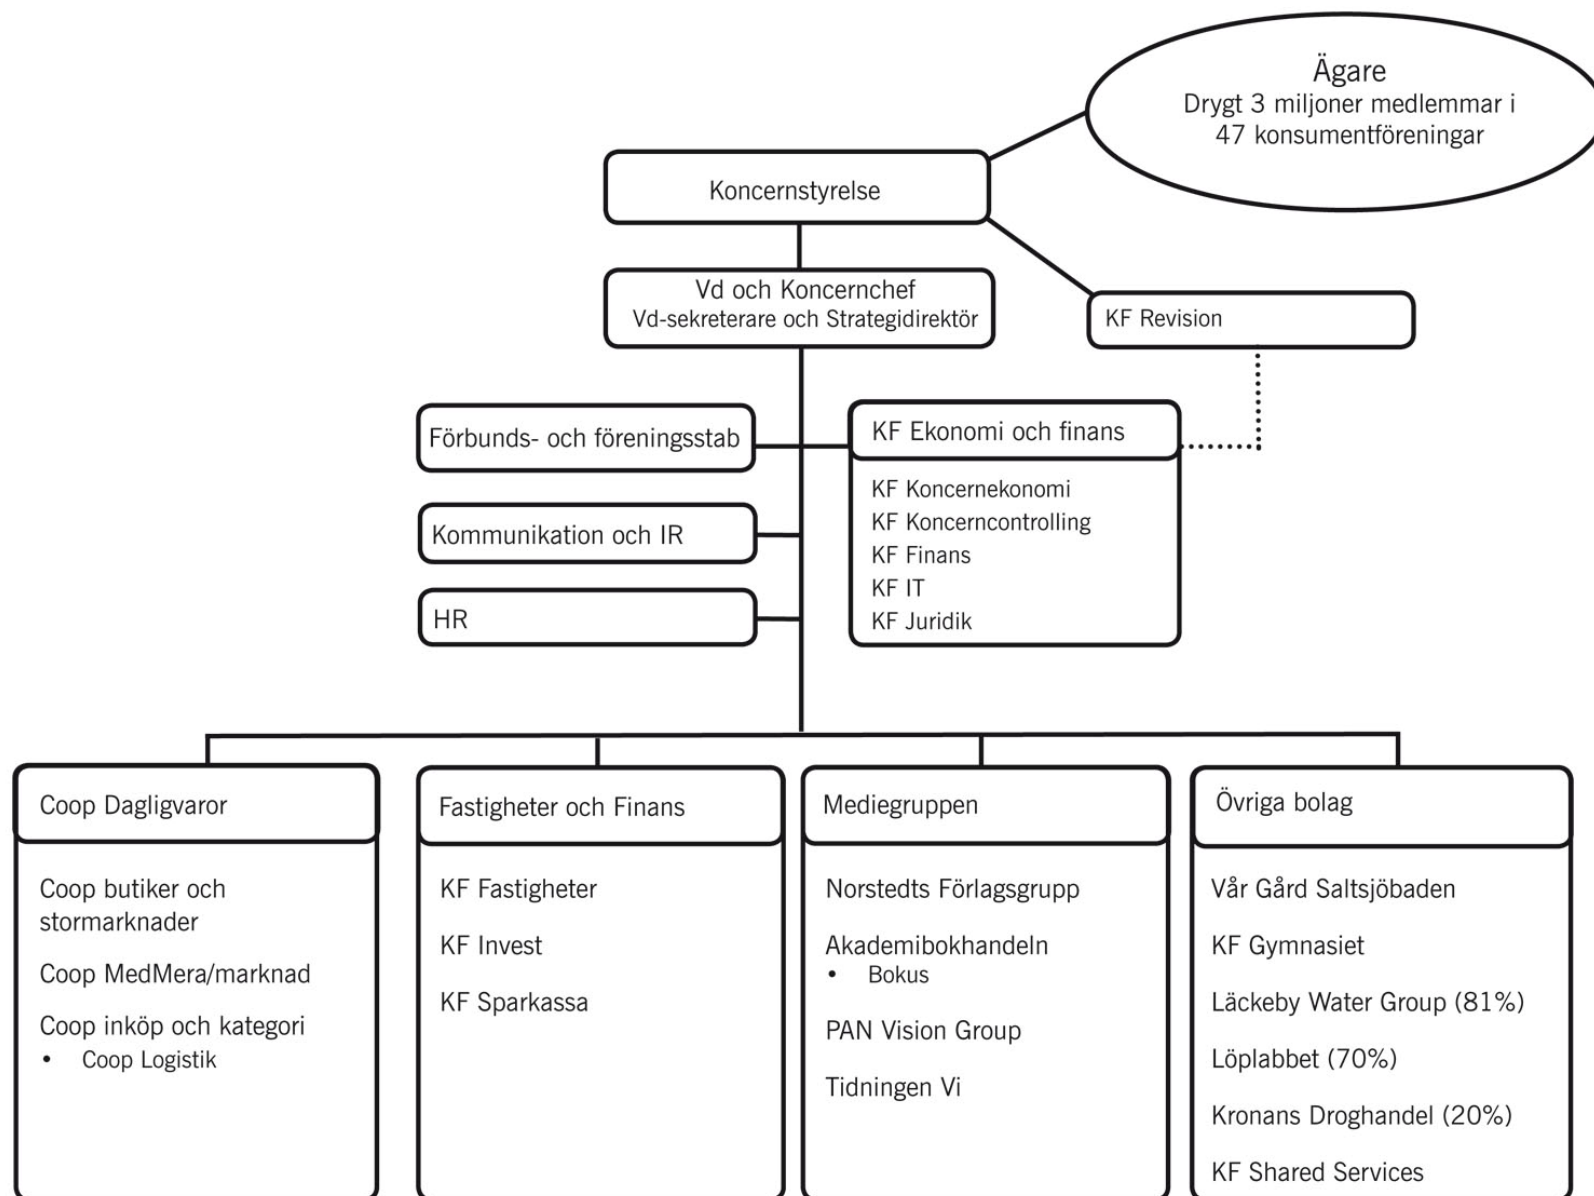 Ägare
Drygt 3 miljoner medlemmar i
47 konsumentföreningar
Koncernstyrelse
Vd och Koncernchef
Vd-sekreterare och Strategidirektör
KF Revision
Förbunds- och föreningsstab
KF Ekonomi och finans
KF Koncernekonomi
KF Koncerncontrolling
KF Finans
KF IT
KF Juridik
Kommunikation och IR
HR
Coop Dagligvaror
Coop butiker och
stormarknader
Coop MedMera/marknad
Coop inköp och kategori
• Coop Logistik
Fastigheter och Finans
KF Fastigheter
KF Invest
KF Sparkassa
Mediegruppen
Norstedts Förlagsgrupp
Akademibokhandeln
• Bokus
PAN Vision Group
Tidningen Vi
Övriga bolag
Vår Gård Saltsjöbaden
KF Gymnasiet
Läckeby Water Group (81%)
Löplabbet (70%)
Kronans Droghandel (20%)
KF Shared Services